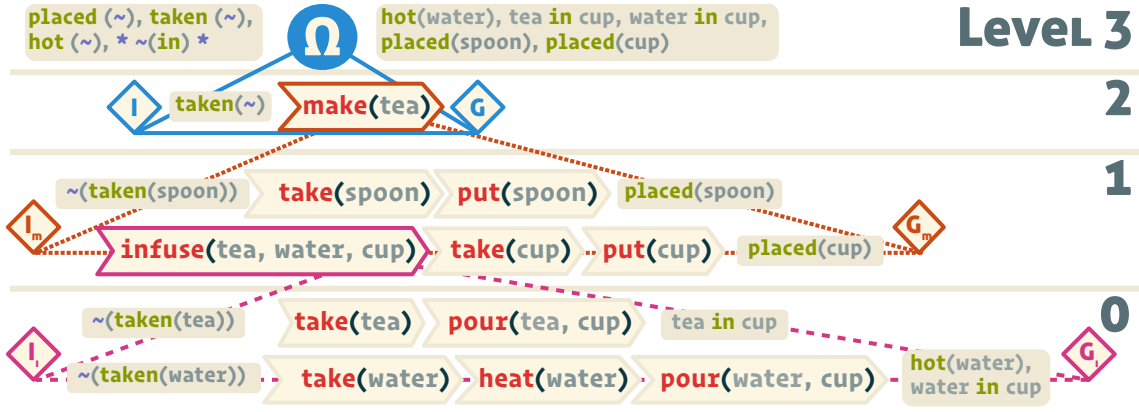 placed (~), taken (~),
hot (~), * ~(in) *
Ω
hot(water), tea in cup, water in cup,
placed(spoon), placed(cup)
Level 3
I
taken(~)
make(tea)
G
2
~(taken(spoon))
take(spoon)
put(spoon)
placed(spoon)
1
Im
infuse(tea, water, cup)
take(cup)
put(cup)
placed(cup)
Gm
~(taken(tea))
take(tea)
pour(tea, cup)
tea in cup
0
Ii
~(taken(water))
take(water)
heat(water)
pour(water, cup)
hot(water),
water in cup
Gi